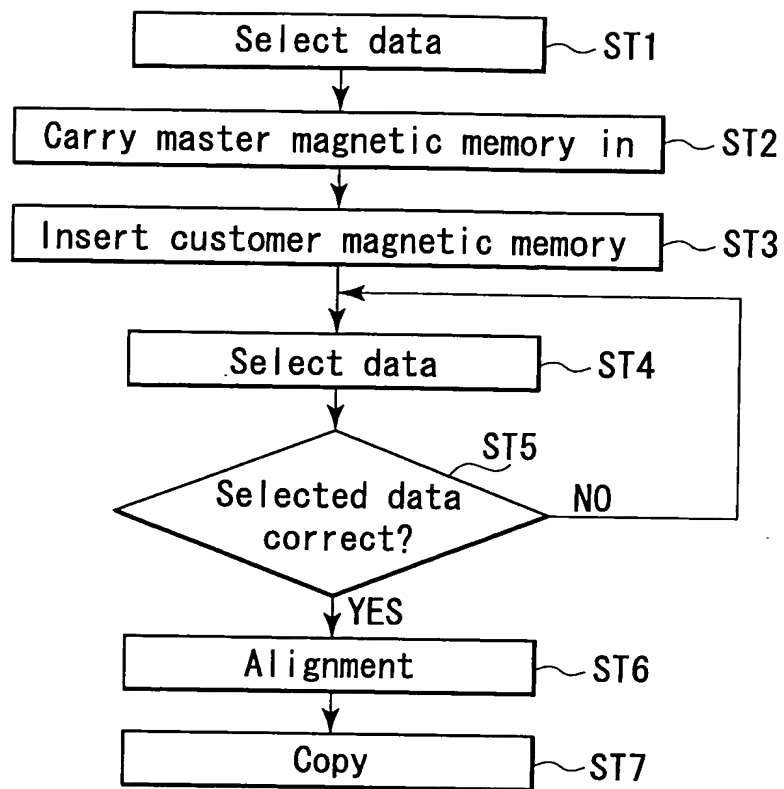 Select data
ST1
Carry master magnetic memory in
ST2
Insert customer magnetic memory
ST3
Select data
ST4
ST5
Selected data
correct?
NO
YES
Alignment
ST6
Copy
ST7